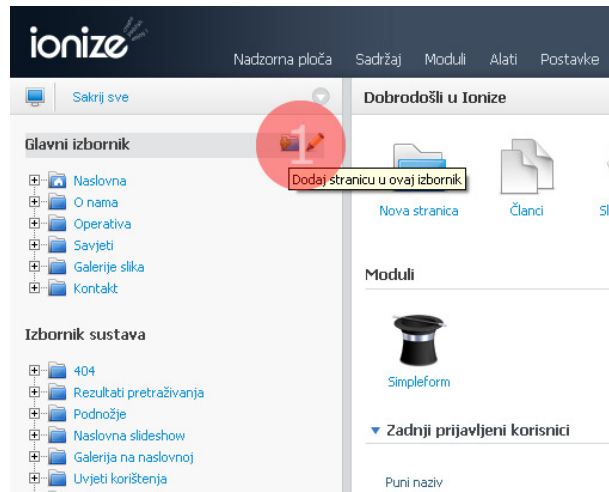 ionize
Nadzorna ploča Sadržaj Moduli Alati Postavke
Sakrij sve
Dobrodošli u Ionize
Glavni izbornik
1
Dodaj stranicu u ovaj izbornik
Naslovna
O nama
Operativa
Savjeti
Galerije slika
Kontakt
Nova stranica
Članci
Moduli
Simpleform
Izbornik sustava
404
Rezultati pretraživanja
Podnožje
Naslovna slideshow
Galerija na naslovnoj
Uvjeti korištenja
Zadnji prijavljeni korisnici
Puni naziv